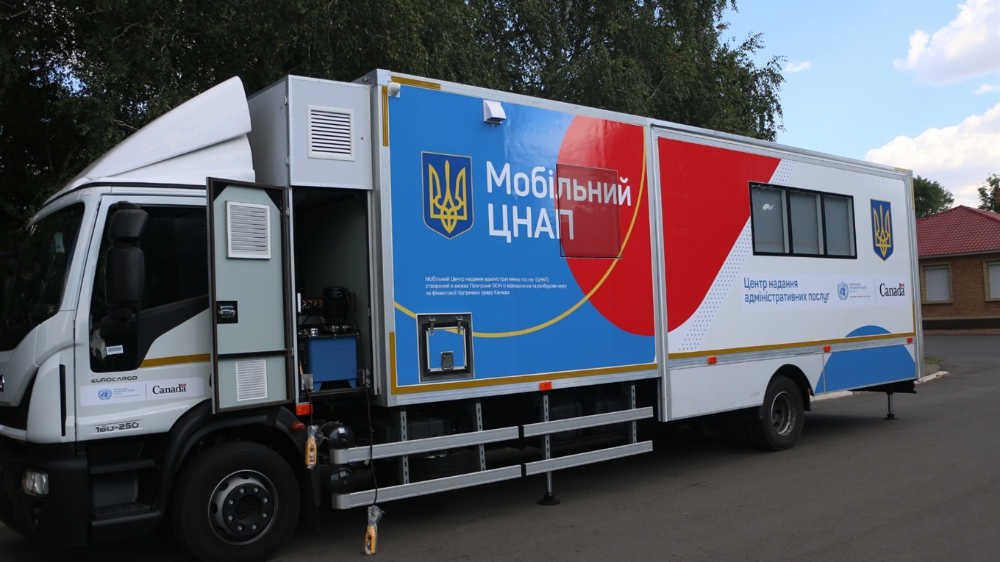 Мобільний
ЦНАП
Мобільний Центр надання адміністративних послуг (ЦНАП)
створений в межах Програми ООН із відновлення та розбудови миру
за фінансової підтримки уряду Канади.
Центр надання
адміністративних послуг
Canada
EUROCARGO
Canada
160-250